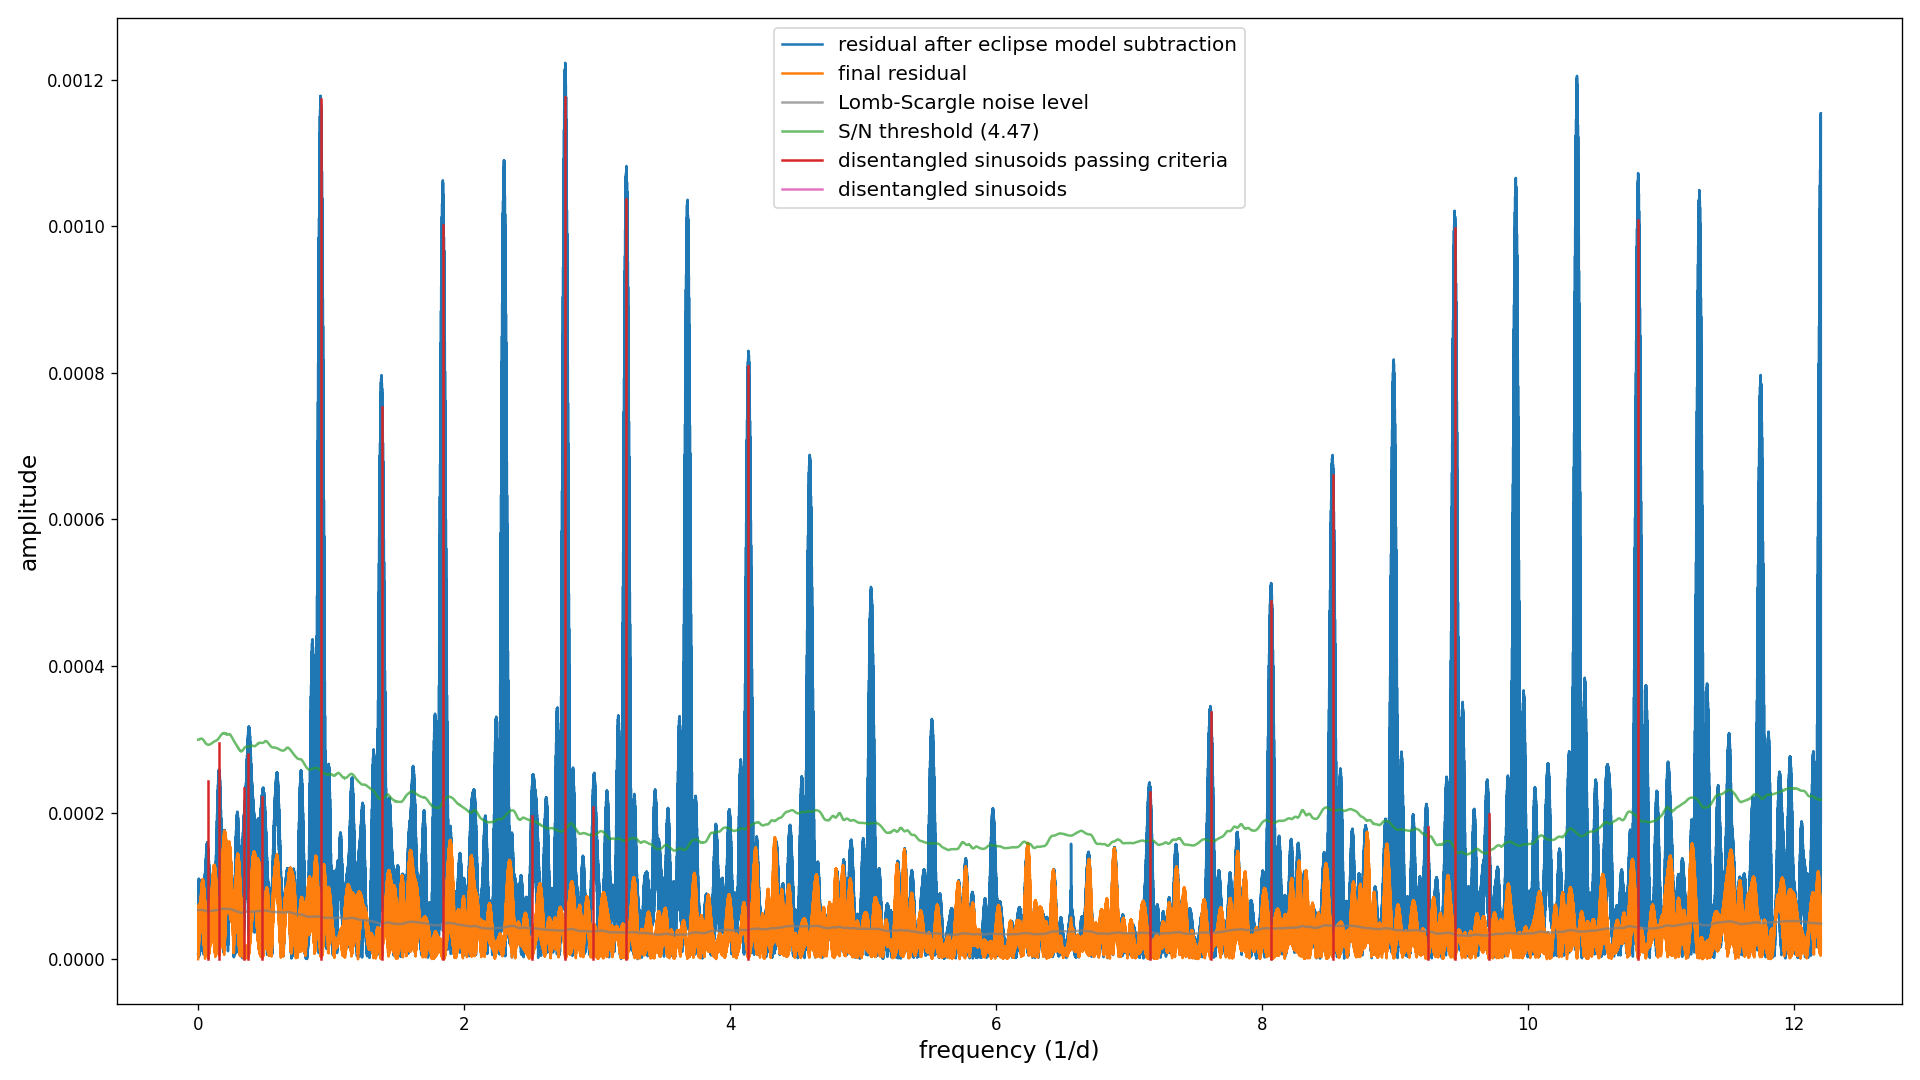 residual after eclipse model subtraction
final residual
Lomb-Scargle noise level
S/N threshold (4.47)
disentangled sinusoids passing criteria
disentangled sinusoids
0.0012
0.0010
0.0008
0.0006
0.0004
0.0002
0.0000
amplitude
0 2 4 6 8 10 12
frequency (1/d)